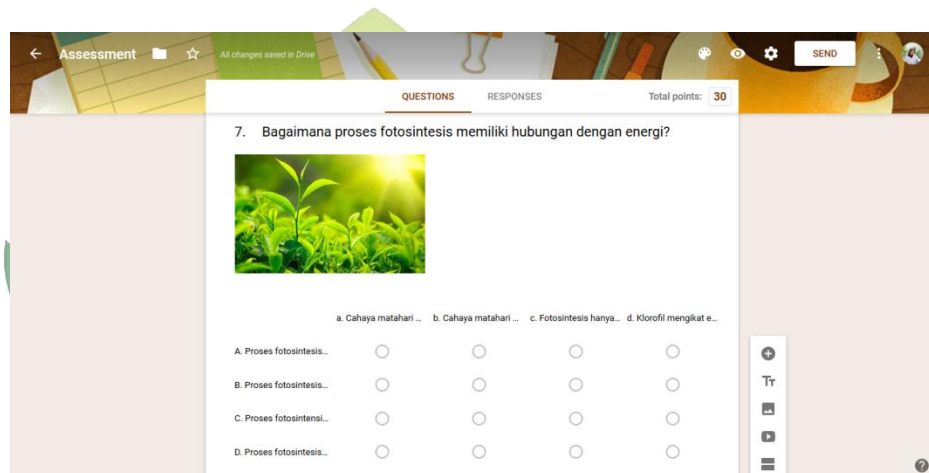 Assessment
All changes saved in Drive
SEND
QUESTIONS RESPONSES Total points: 30
7. Bagaimana proses fotosintesis memiliki hubungan dengan energi?
a. Cahaya matahari ... b. Cahaya matahari ... c. Fotosintesis hanya... d. Klorofil mengikat e...
A. Proses fotosintesis...
B. Proses fotosintesis...
C. Proses fotosintensi...
D. Proses fotosintesis...